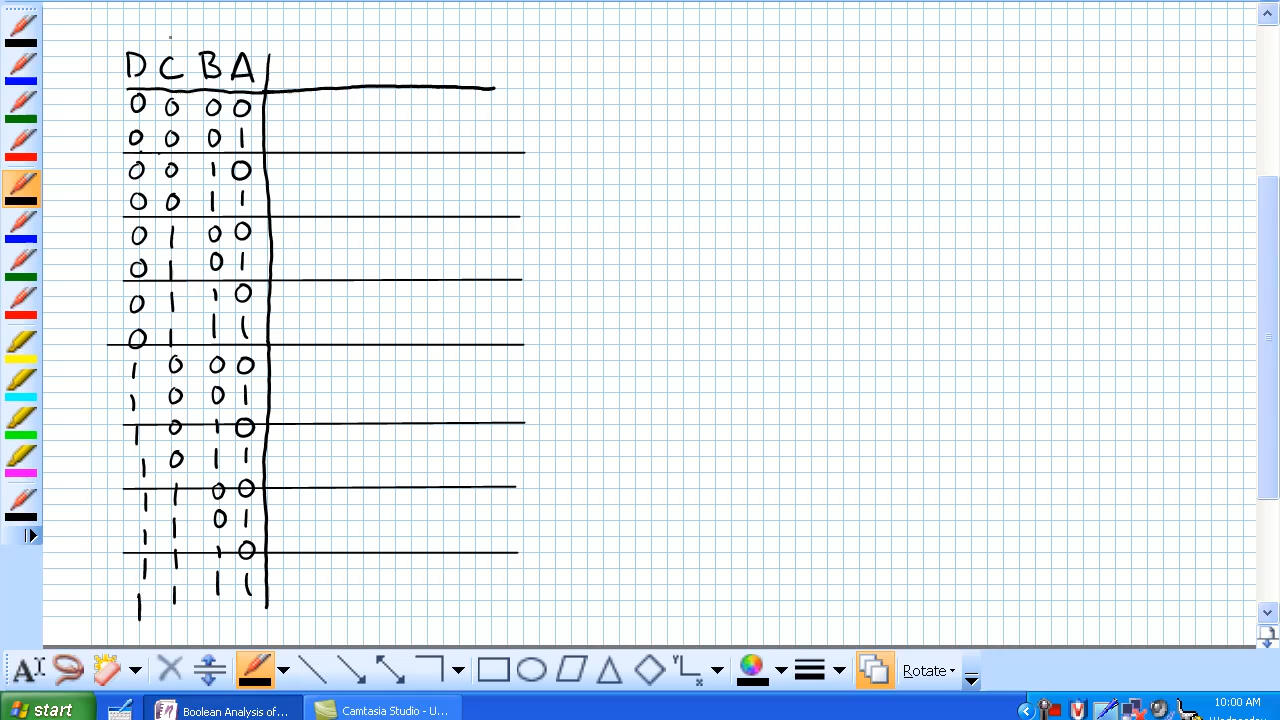 D C B A
0 0 0 0
0 0 0 1
0 0 1 0
0 0 1 1
0 1 0 0
0 1 0 1
0 1 1 0
0 1 1 1
1 0 0 0
1 0 0 1
1 0 1 0
1 0 1 1
1 1 0 0
1 1 0 1
1 1 1 0
1 1 1 1
A
Rotate
start
Boolean Analysis of...
Camtasia Studio - U...
10:00 AM